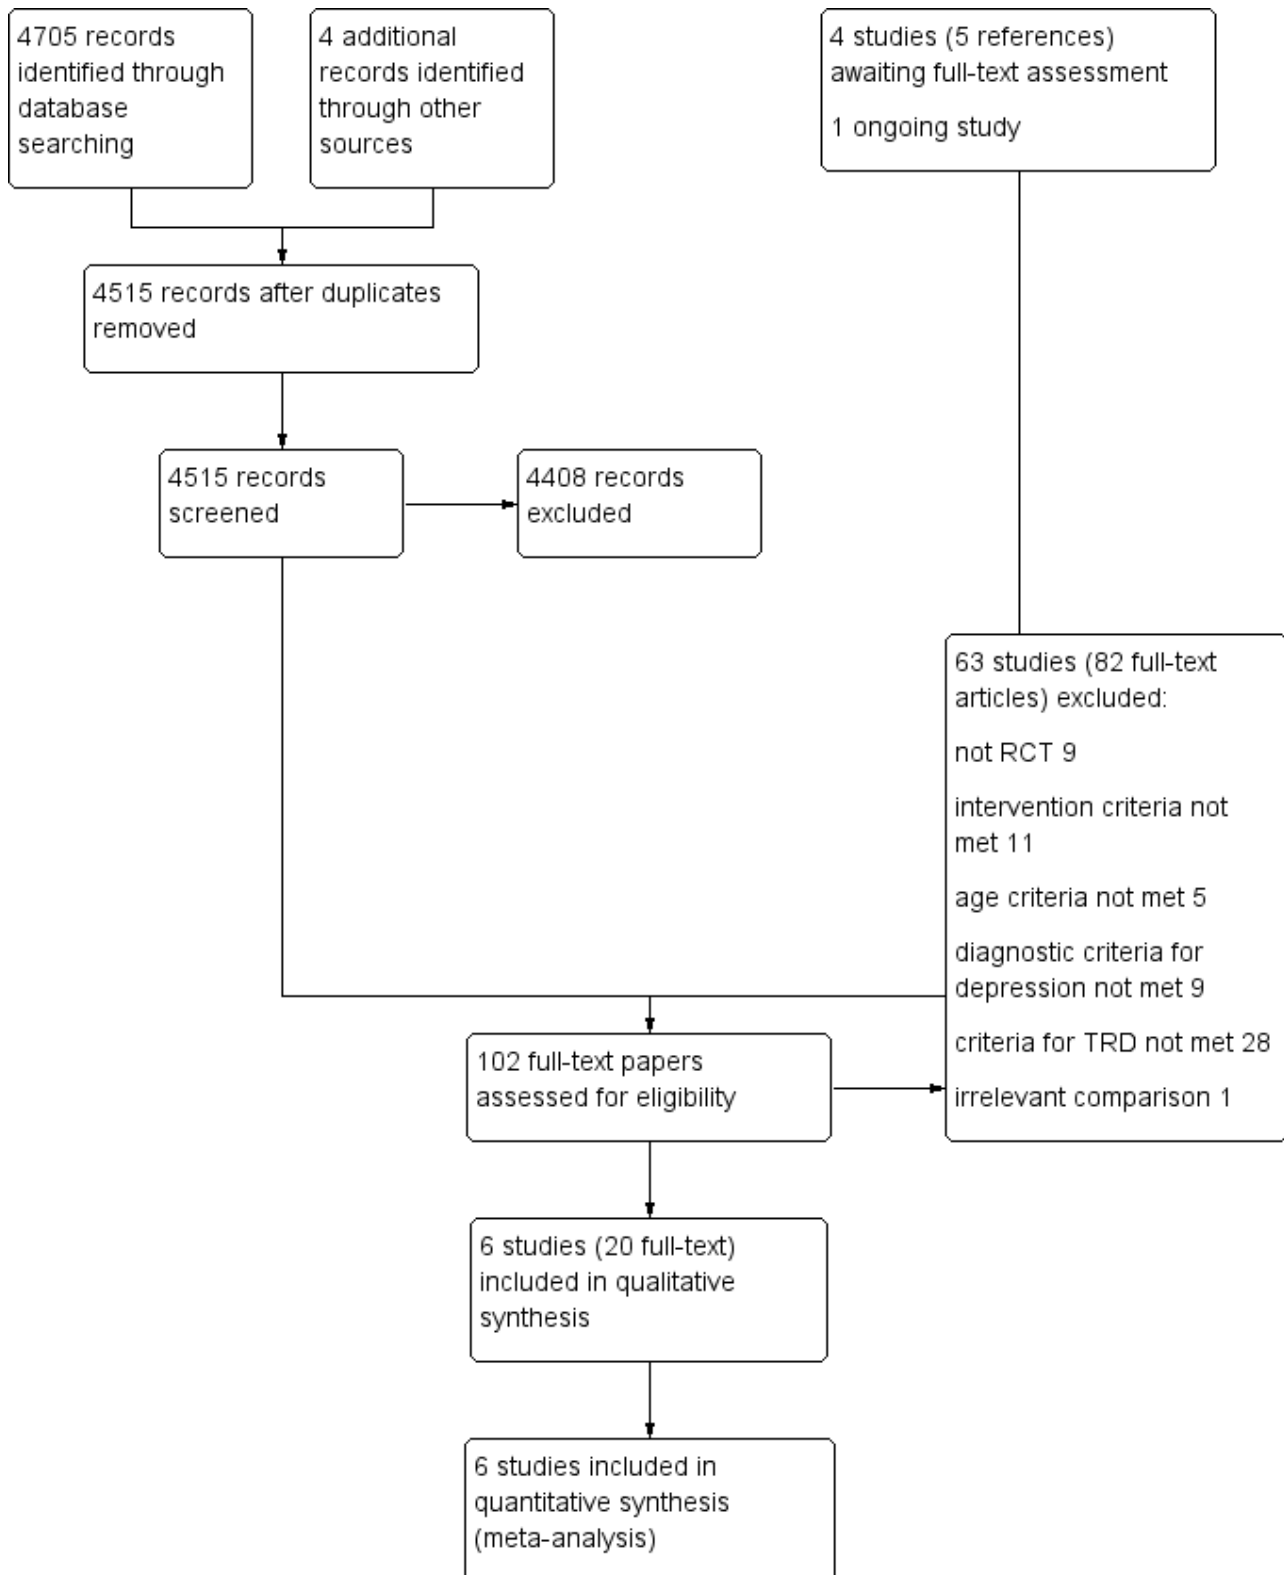 4705 records
identified through
database
searching
4 additional
records identified
through other
sources
4 studies (5 references)
awaiting full-text assessment
1 ongoing study
4515 records after duplicates
removed
4515 records
screened
4408 records
excluded
63 studies (82 full-text
articles) excluded:
not RCT 9
intervention criteria not
met 11
age criteria not met 5
diagnostic criteria for
depression not met 9
criteria for TRD not met 28
irrelevant comparison 1
102 full-text papers
assessed for eligibility
6 studies (20 full-text)
included in qualitative
synthesis
6 studies included in
quantitative synthesis
(meta-analysis)